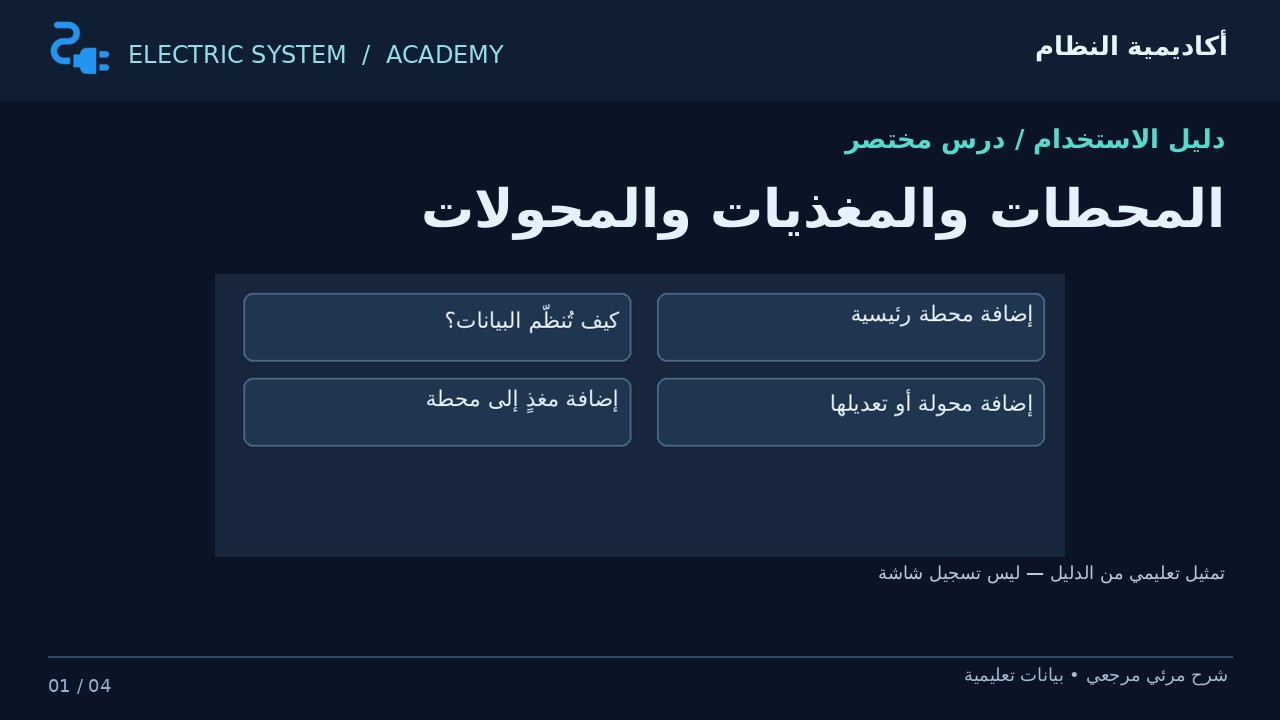 أكاديمية النظام
ELECTRIC SYSTEM / ACADEMY
دليل الاستخدام / درس مختصر
المحطات والمغذيات والمحولات
إضافة محطة رئيسية
كيف تُنظّم البيانات؟
إضافة محولة أو تعديلها
إضافة مغذٍ إلى محطة
تمثيل تعليمي من الدليل — ليس تسجيل شاشة
شرح مرئي مرجعي • بيانات تعليمية
01 / 04